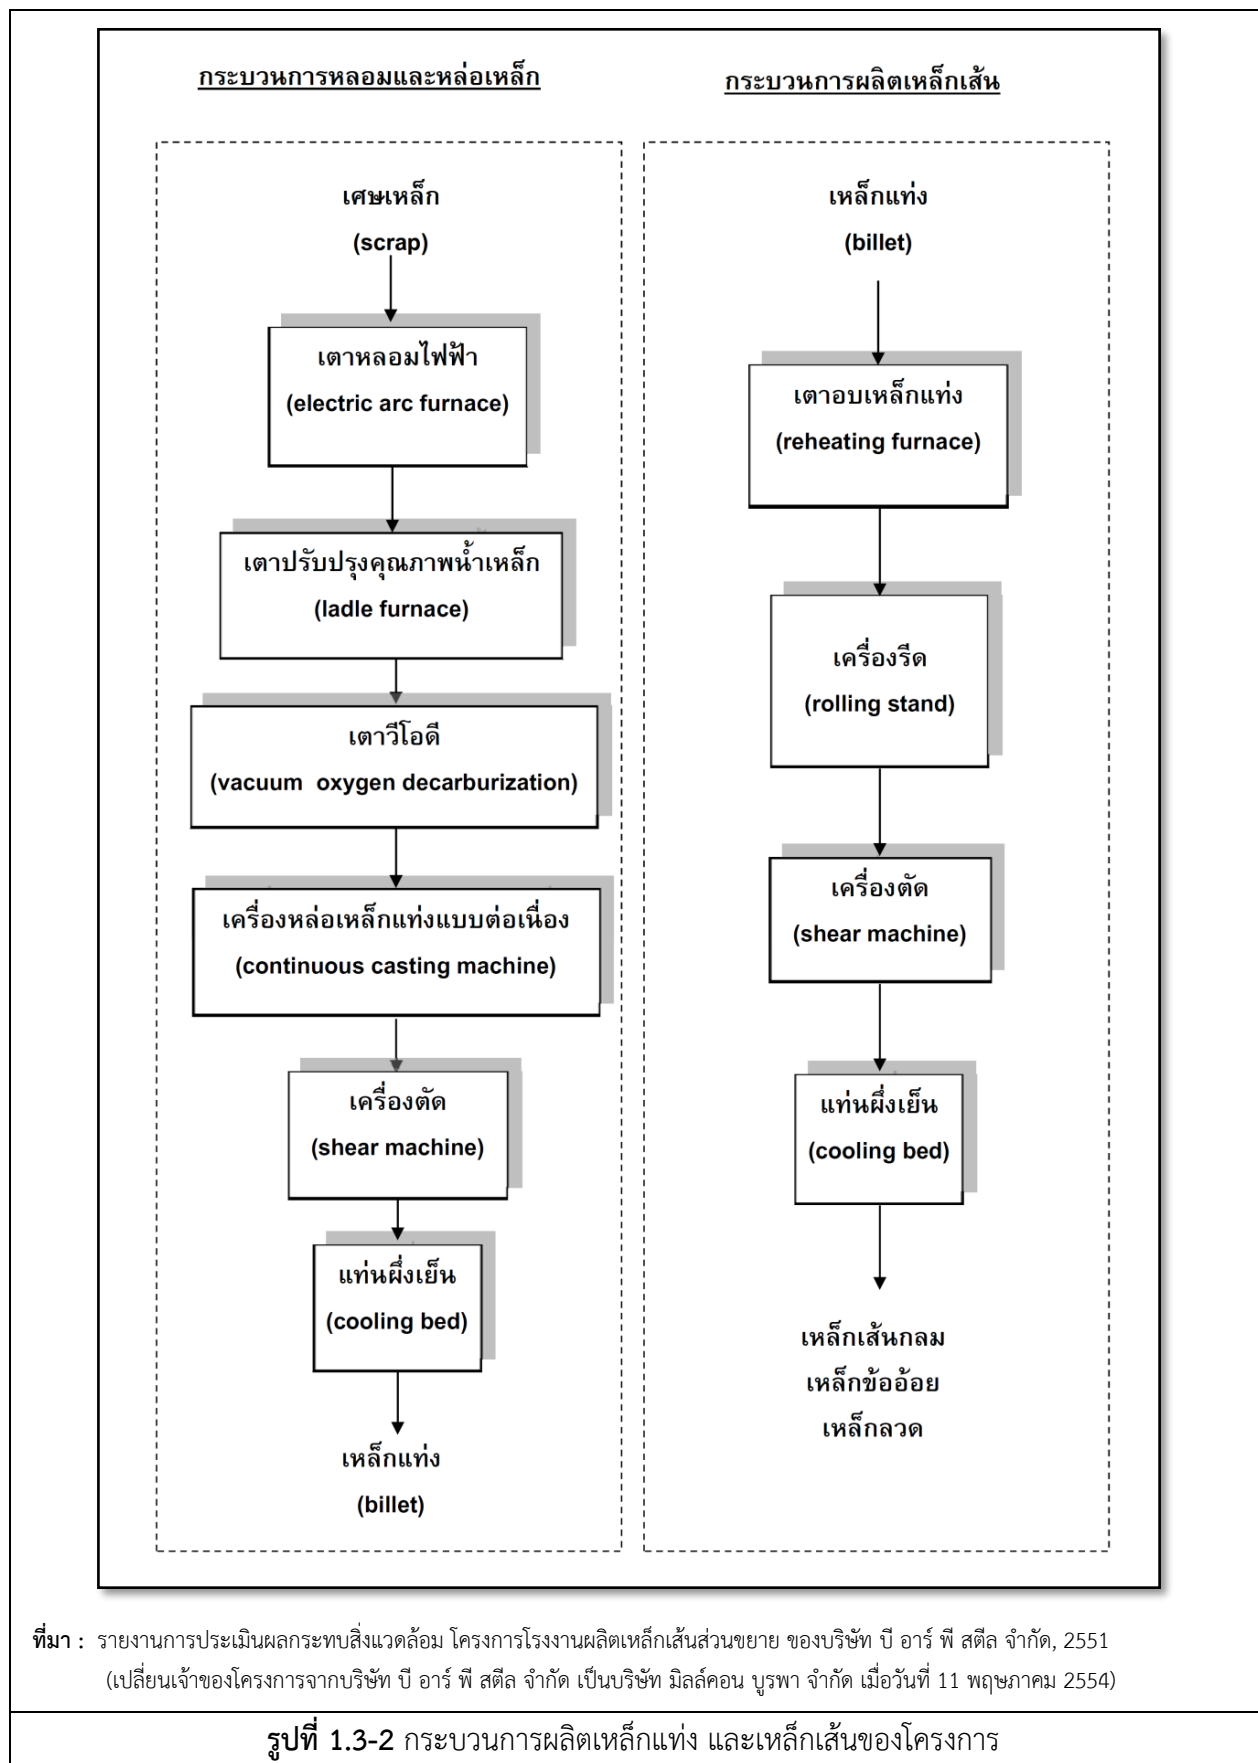 กระบวนการหลอมและหล่อเหล็ก
เศษเหล็ก
(scrap)
เตาหลอมไฟฟ้า
(electric arc furnace)
เตาปรับปรุงคุณภาพน้ำเหล็ก
(ladle furnace)
เตาวีโอดี
(vacuum oxygen decarburization)
เครื่องหล่อเหล็กแท่งแบบต่อเนื่อง
(continuous casting machine)
เครื่องตัด
(shear machine)
แท่นผึ่งเย็น
(cooling bed)
เหล็กแท่ง
(billet)
กระบวนการผลิตเหล็กเส้น
เหล็กแท่ง
(billet)
เตาอบเหล็กแท่ง
(reheating furnace)
เครื่องรีด
(rolling stand)
เครื่องตัด
(shear machine)
แท่นผึ่งเย็น
(cooling bed)
เหล็กเส้นกลม
เหล็กข้ออ้อย
เหล็กลวด
ที่มา : รายงานการประเมินผลกระทบสิ่งแวดล้อม โครงการโรงงานผลิตเหล็กเส้นส่วนขยาย ของบริษัท บี อาร์ พี สตีล จำกัด, 2551
(เปลี่ยนเจ้าของโครงการจากบริษัท บี อาร์ พี สตีล จำกัด เป็นบริษัท มิลล์คอน บูรพา จำกัด เมื่อวันที่ 11 พฤษภาคม 2554)
รูปที่ 1.3-2 กระบวนการผลิตเหล็กแท่ง และเหล็กเส้นของโครงการ